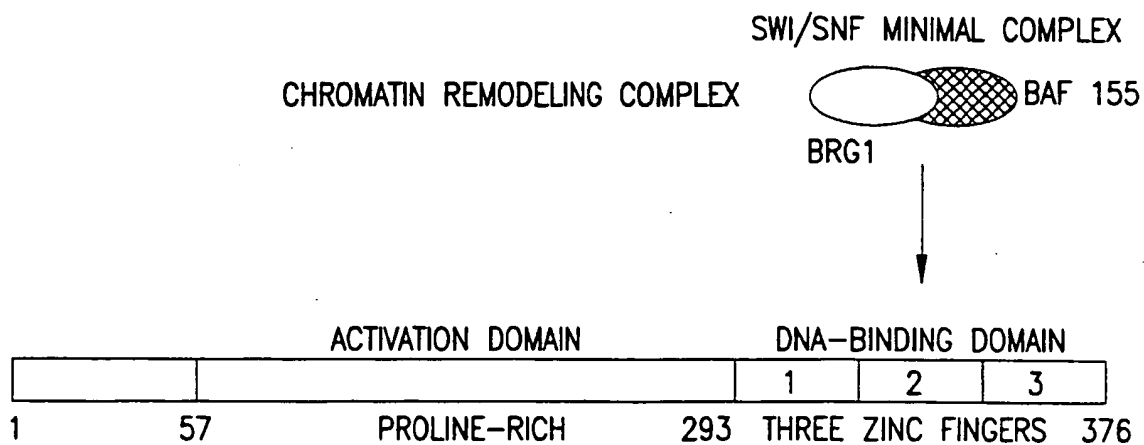 SWI/SNF MINIMAL COMPLEX
CHROMATIN REMODELING COMPLEX
BAF 155
BRG1
ACTIVATION DOMAIN
DNA-BINDING DOMAIN
1 2 3
1 57 PROLINE-RICH 293 THREE ZINC FINGERS 376